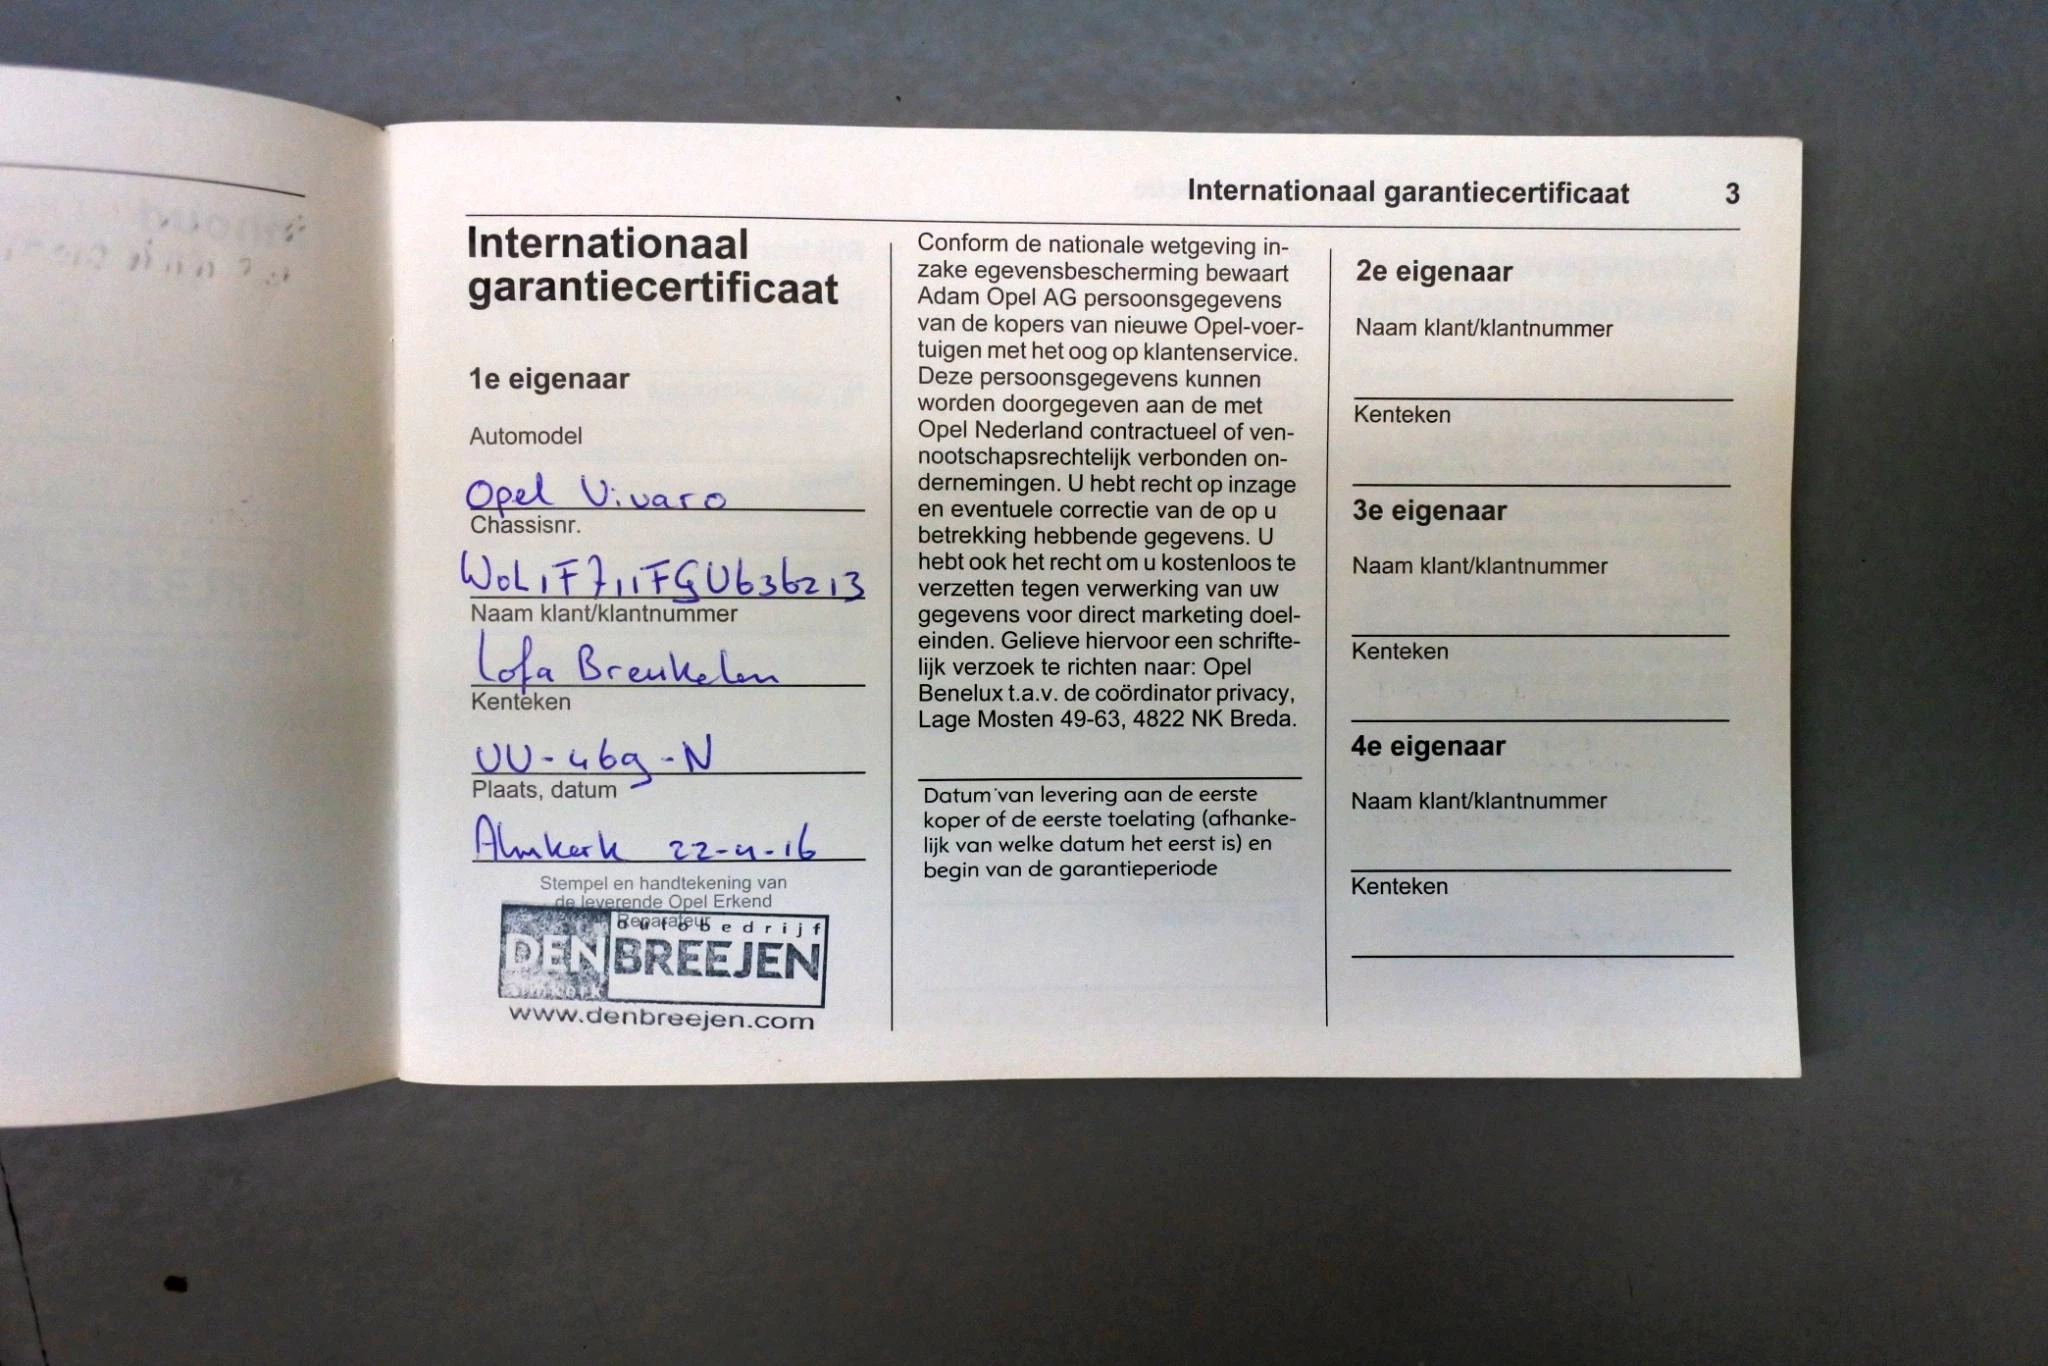 Internationaal garantiecertificaat 3
Internationaal
garantiecertificaat
1e eigenaar
Automodel
Opel Vivaro
Chassisnr.
W0L1F711FGV636213
Naam klant/klantnummer
Lofa Breukelen
Kenteken
VV-469-N
Plaats, datum
Almkerk 22-4-16
Stempel en handtekening van
de leverende Opel Erkend
Reparateur
autobedrijf
DEN BREEJEN
almkerk
www.denbreejen.com
Conform de nationale wetgeving in-
zake egevensbescherming bewaart
Adam Opel AG persoonsgegevens
van de kopers van nieuwe Opel-voer-
tuigen met het oog op klantenservice.
Deze persoonsgegevens kunnen
worden doorgegeven aan de met
Opel Nederland contractueel of ven-
nootschapsrechtelijk verbonden on-
dernemingen. U hebt recht op inzage
en eventuele correctie van de op u
betrekking hebbende gegevens. U
hebt ook het recht om u kostenloos te
verzetten tegen verwerking van uw
gegevens voor direct marketing doel-
einden. Gelieve hiervoor een schrifte-
lijk verzoek te richten naar: Opel
Benelux t.a.v. de coördinator privacy,
Lage Mosten 49-63, 4822 NK Breda.
Datum van levering aan de eerste
koper of de eerste toelating (afhanke-
lijk van welke datum het eerst is) en
begin van de garantieperiode
2e eigenaar
Naam klant/klantnummer
Kenteken
3e eigenaar
Naam klant/klantnummer
Kenteken
4e eigenaar
Naam klant/klantnummer
Kenteken